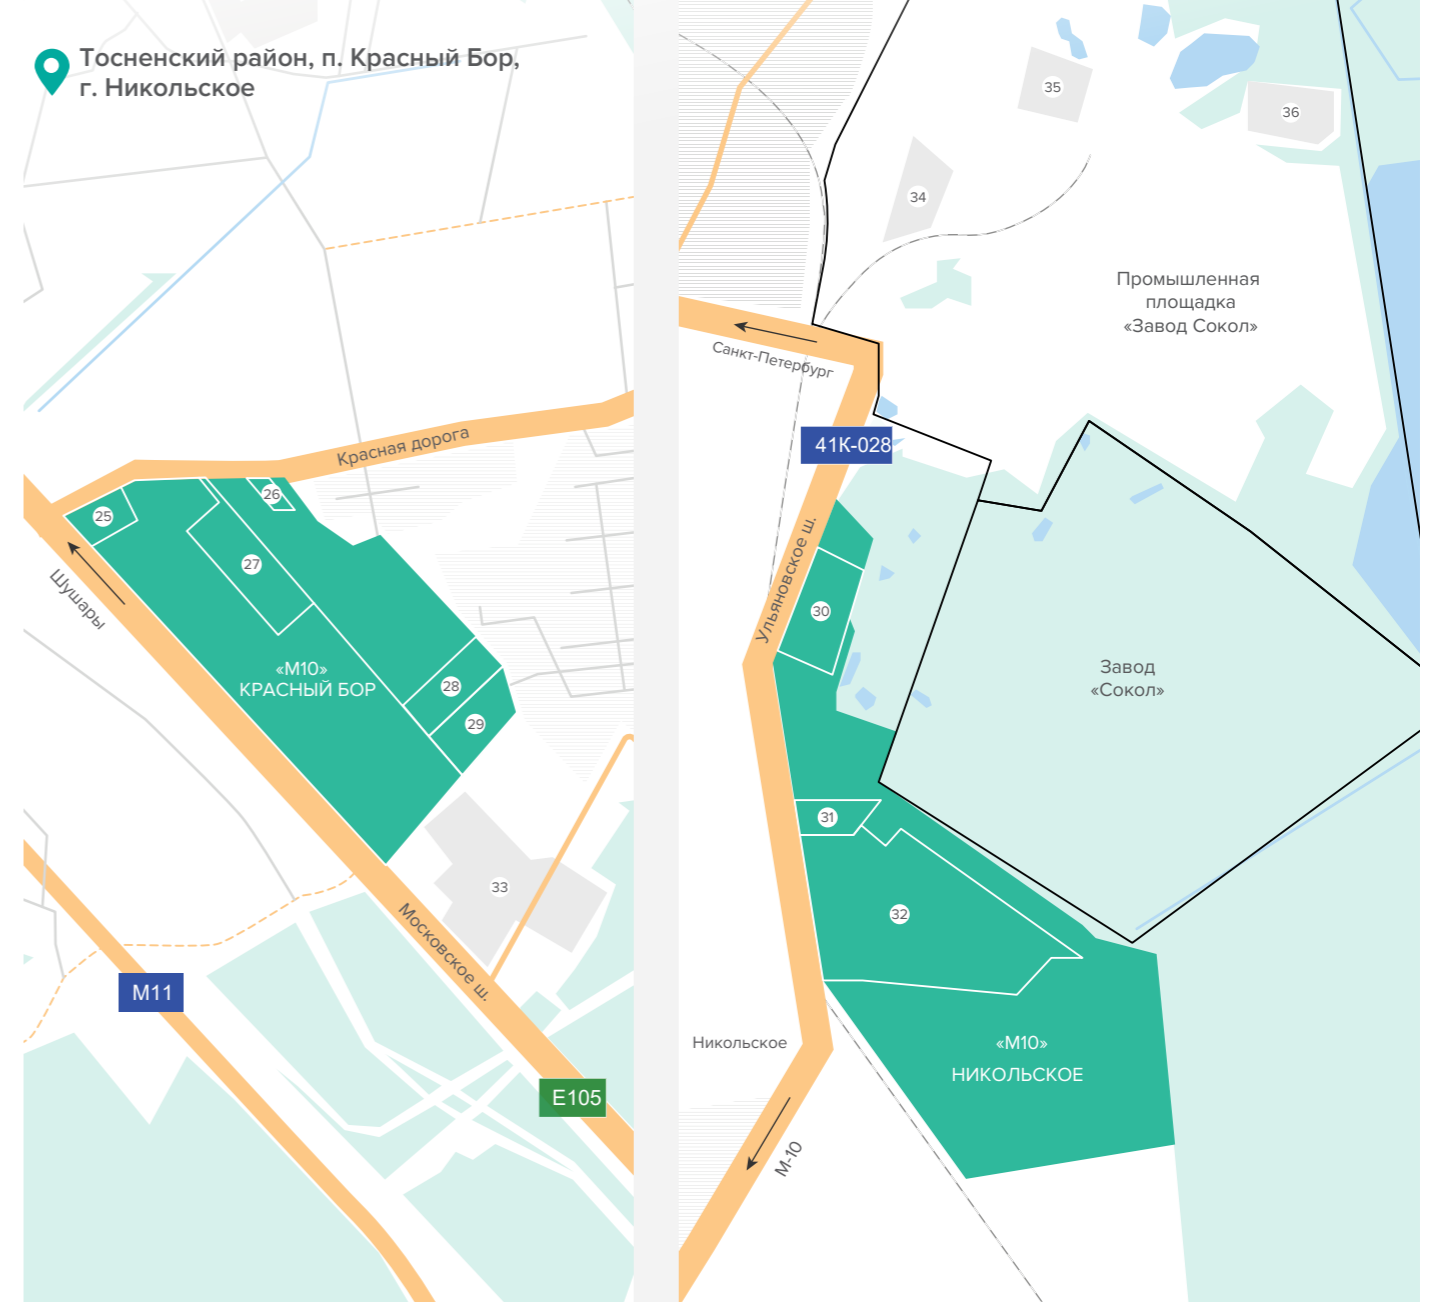 Тосненский район, п. Красный Бор,
г. Никольское
Красная дорога
25
26
27
Шушары
«М10»
КРАСНЫЙ БОР
28
29
33
Московское ш.
М11
Е105
35
36
34
Промышленная
площадка
«Завод Сокол»
Санкт-Петербург
41К-028
Ульяновское ш.
30
Завод
«Сокол»
31
32
Никольское
«М10»
НИКОЛЬСКОЕ
М-10